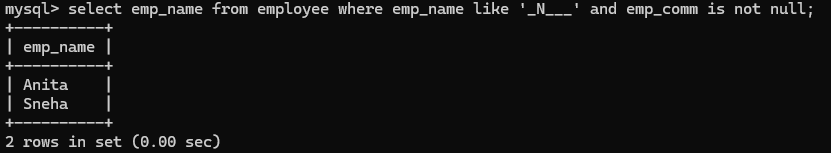 mysql> select emp_name from employee where emp_name like '_N___' and emp_comm is not null;
+----------+
| emp_name |
+----------+
| Anita    |
| Sneha    |
+----------+
2 rows in set (0.00 sec)